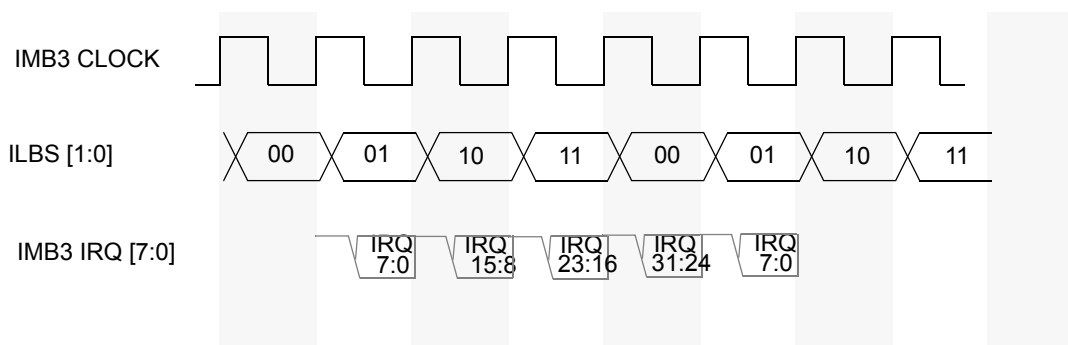 IMB3 CLOCK
ILBS [1:0]
00
01
10
11
00
01
10
11
IMB3 IRQ [7:0]
IRQ
7:0
IRQ
15:8
IRQ
23:16
IRQ
31:24
IRQ
7:0